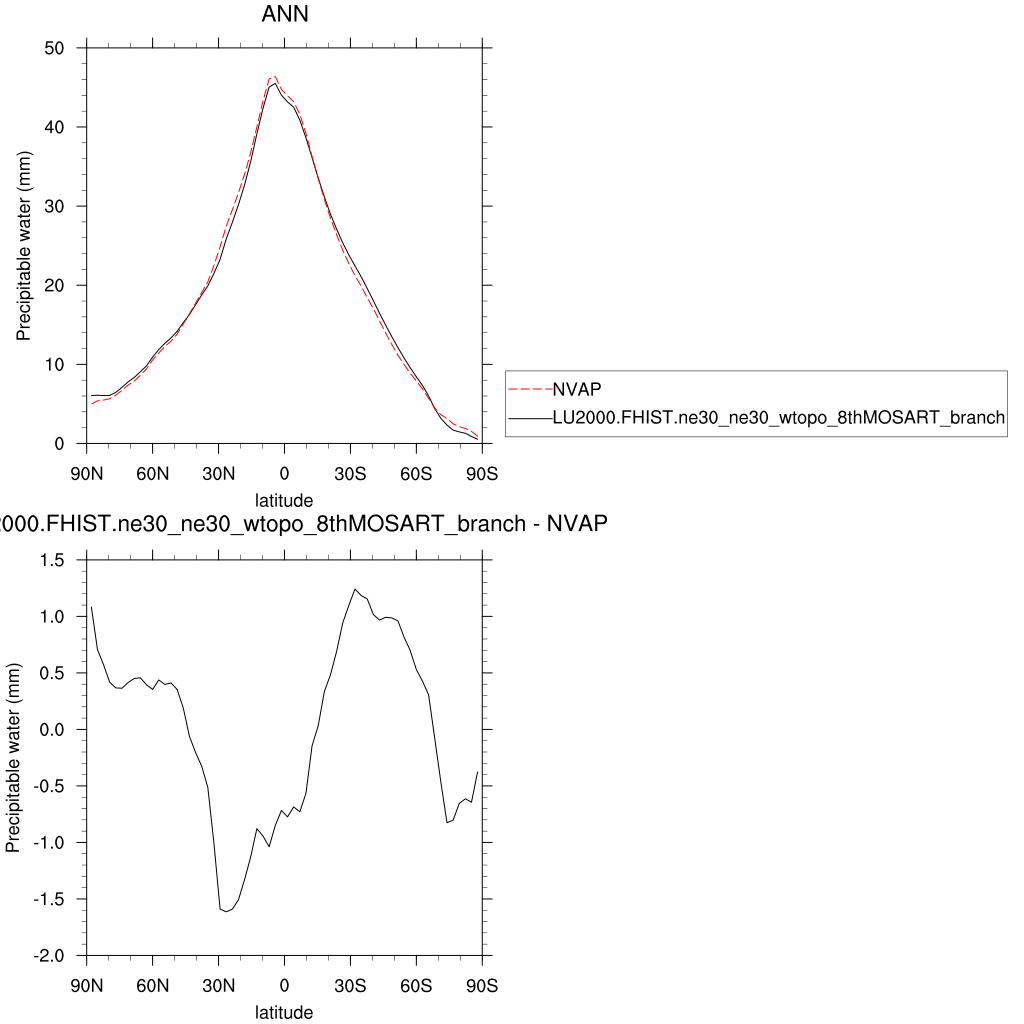 ANN
50
40
30
20
10
0
Precipitable water (mm)
90N 60N 30N 0 30S 60S 90S
latitude
NVAP
LU2000.FHIST.ne30_ne30_wtopo_8thMOSART_branch
2000.FHIST.ne30_ne30_wtopo_8thMOSART_branch - NVAP
1.5
1.0
0.5
0.0
-0.5
-1.0
-1.5
-2.0
Precipitable water (mm)
90N 60N 30N 0 30S 60S 90S
latitude